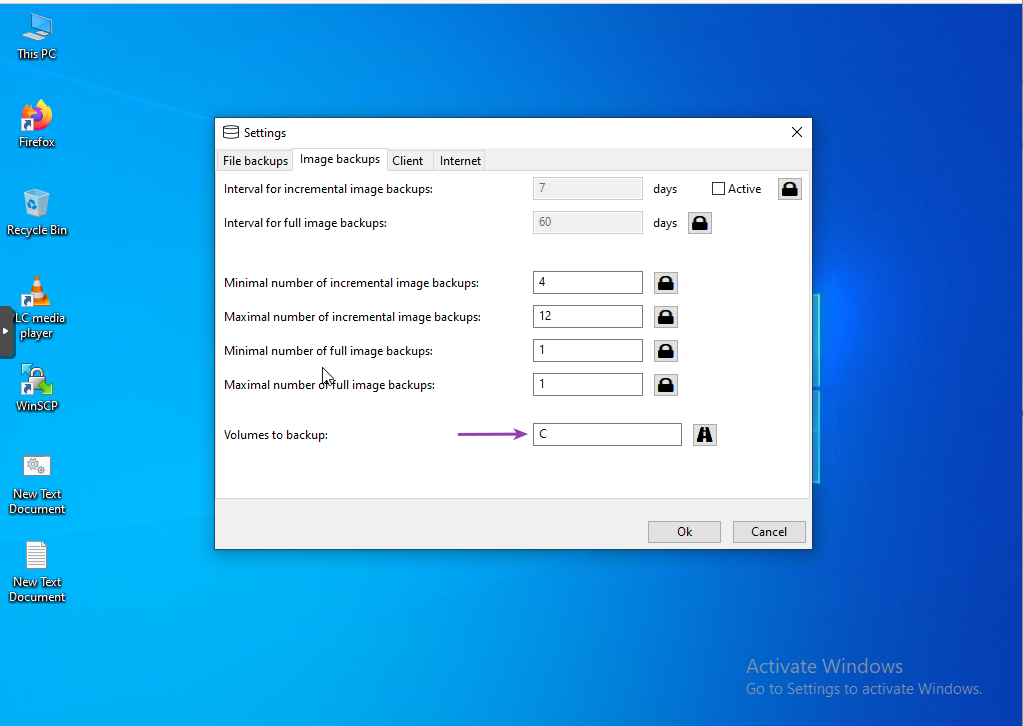 This PC
Firefox
Recycle Bin
LC media
player
WinSCP
New Text
Document
New Text
Document
Settings
File backups Image backups Client Internet
Interval for incremental image backups: 7 days Active
Interval for full image backups: 60 days
Minimal number of incremental image backups: 4
Maximal number of incremental image backups: 12
Minimal number of full image backups: 1
Maximal number of full image backups: 1
Volumes to backup: C
Ok Cancel
Activate Windows
Go to Settings to activate Windows.